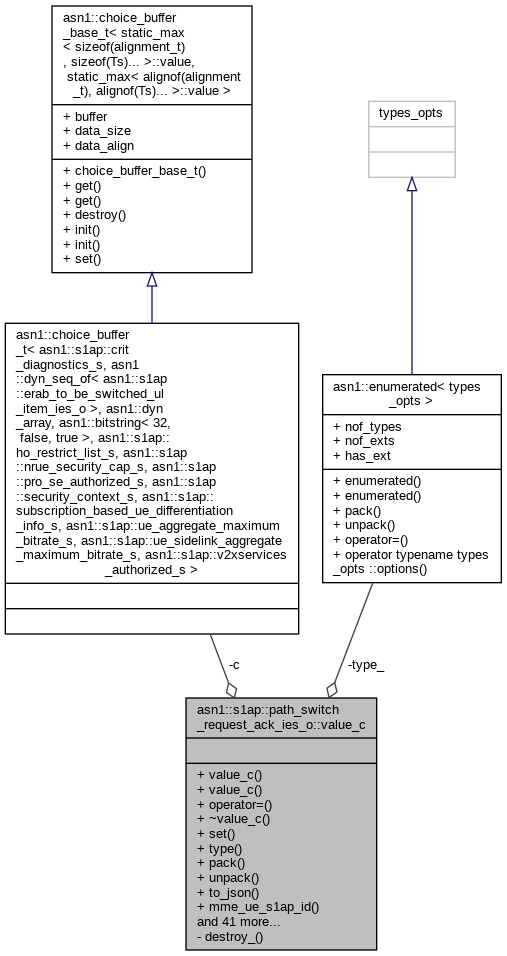 asn1::choice_buffer
_base_t< static_max
< sizeof(alignment_t)
, sizeof(Ts)... >::value,
static_max< alignof(alignment
_t), alignof(Ts)... >::value >
+ buffer
+ data_size
+ data_align
+ choice_buffer_base_t()
+ get()
+ get()
+ destroy()
+ init()
+ init()
+ set()
types_opts
asn1::choice_buffer
_t< asn1::s1ap::crit
_diagnostics_s, asn1
::dyn_seq_of< asn1::s1ap
::erab_to_be_switched_ul
_item_ies_o >, asn1::dyn
_array, asn1::bitstring< 32,
false, true >, asn1::s1ap::
ho_restrict_list_s, asn1::s1ap
::nrue_security_cap_s, asn1::s1ap
::pro_se_authorized_s, asn1::s1ap
::security_context_s, asn1::s1ap::
subscription_based_ue_differentiation
_info_s, asn1::s1ap::ue_aggregate_maximum
_bitrate_s, asn1::s1ap::ue_sidelink_aggregate
_maximum_bitrate_s, asn1::s1ap::v2xservices
_authorized_s >
asn1::enumerated< types
_opts >
+ nof_types
+ nof_exts
+ has_ext
+ enumerated()
+ enumerated()
+ pack()
+ unpack()
+ operator=()
+ operator typename types
_opts ::options()
-c
-type_
asn1::s1ap::path_switch
_request_ack_ies_o::value_c
+ value_c()
+ value_c()
+ operator=()
+ ~value_c()
+ set()
+ type()
+ pack()
+ unpack()
+ to_json()
+ mme_ue_s1ap_id()
and 41 more...
- destroy_()